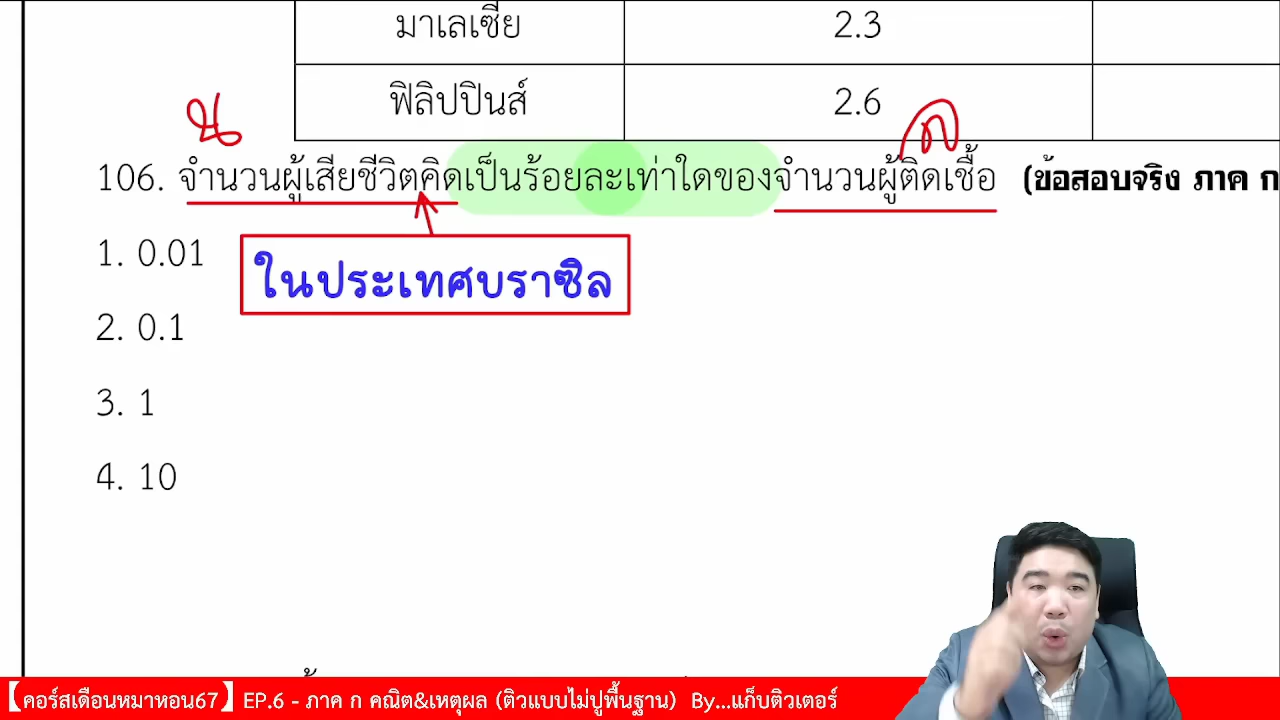 มาเลเซีย 2.3
ฟิลิปปินส์ 2.6
น ต
106. จำนวนผู้เสียชีวิตคิดเป็นร้อยละเท่าใดของจำนวนผู้ติดเชื้อ (ข้อสอบจริง ภาค ก
ในประเทศบราซิล
1. 0.01
2. 0.1
3. 1
4. 10
【คอร์สเดือนหมาหอน67】 EP.6 - ภาค ก คณิต&เหตุผล (ติวแบบไม่ปูพื้นฐาน) By...แก็บติวเตอร์